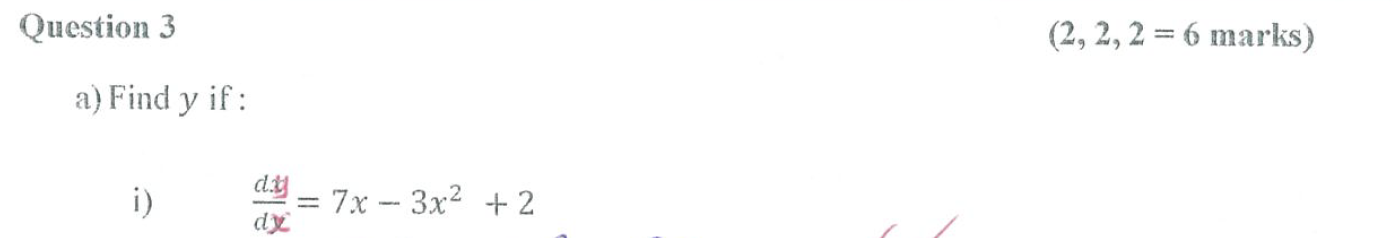 Question 3 (2, 2, 2 = 6 marks)
a) Find y if :
i) dy/dx = 7x − 3x² + 2